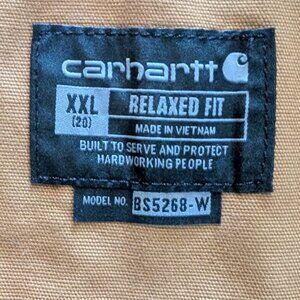 carhartt
XXL RELAXED FIT
(20) MADE IN VIETNAM
BUILT TO SERVE AND PROTECT
HARDWORKING PEOPLE
MODEL NO. BS5268-W